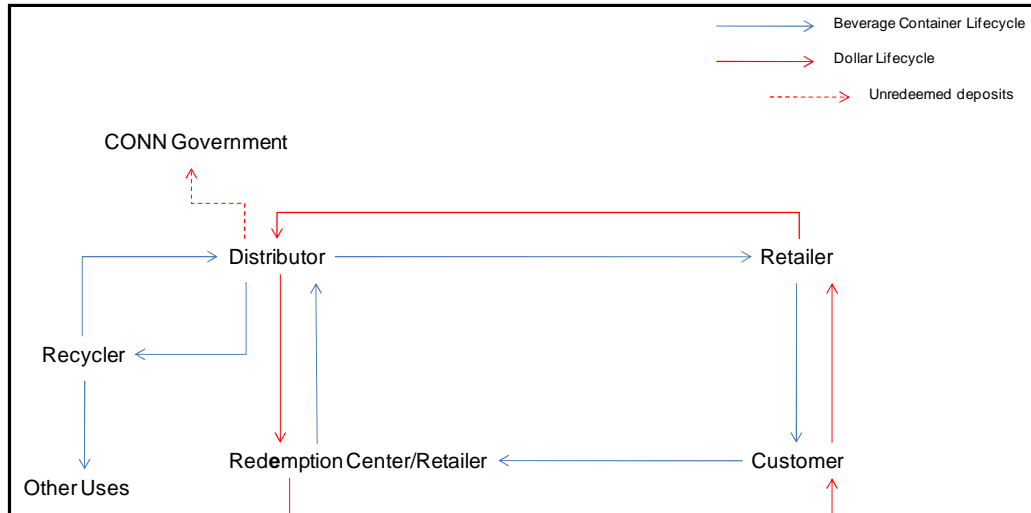 Beverage Container Lifecycle
Dollar Lifecycle
Unredeemed deposits
CONN Government
Distributor
Retailer
Recycler
Redemption Center/Retailer
Customer
Other Uses